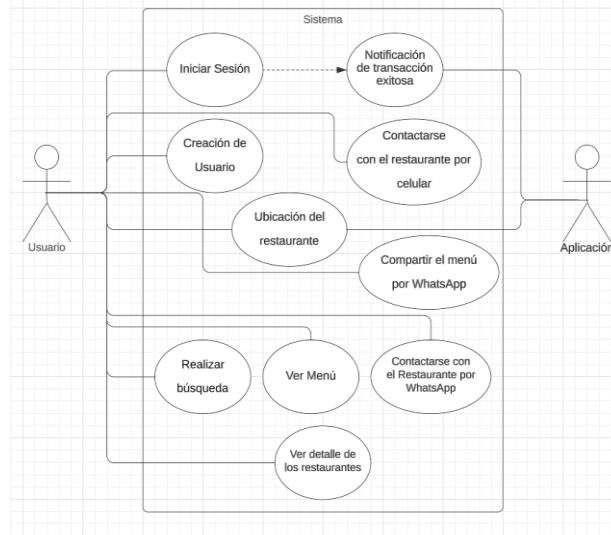 Sistema
Iniciar Sesión
Notificación
de transacción
exitosa
Creación de
Usuario
Contactarse
con el restaurante por
celular
Usuario
Ubicación del
restaurante
Aplicación
Compartir el menú
por WhatsApp
Realizar
búsqueda
Ver Menú
Contactarse con
el Restaurante por
WhatsApp
Ver detalle de
los restaurantes